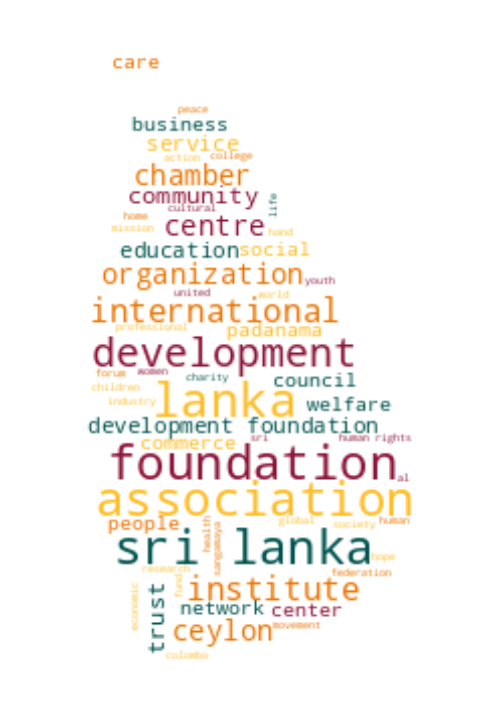 care
peace
business
service
action college
chamber
community
life
cultural
home
mission
centre
hand
education social
organization youth
united world
international
professional padanama
development
forum women
charity council
children
lanka
industry
welfare
development foundation
commerce sri human rights
foundation
al
association
people
health
sangamaya
global society human
sri lanka
hope
research
federation
economic
fund
institute
trust
network center
ceylon movement
colombo